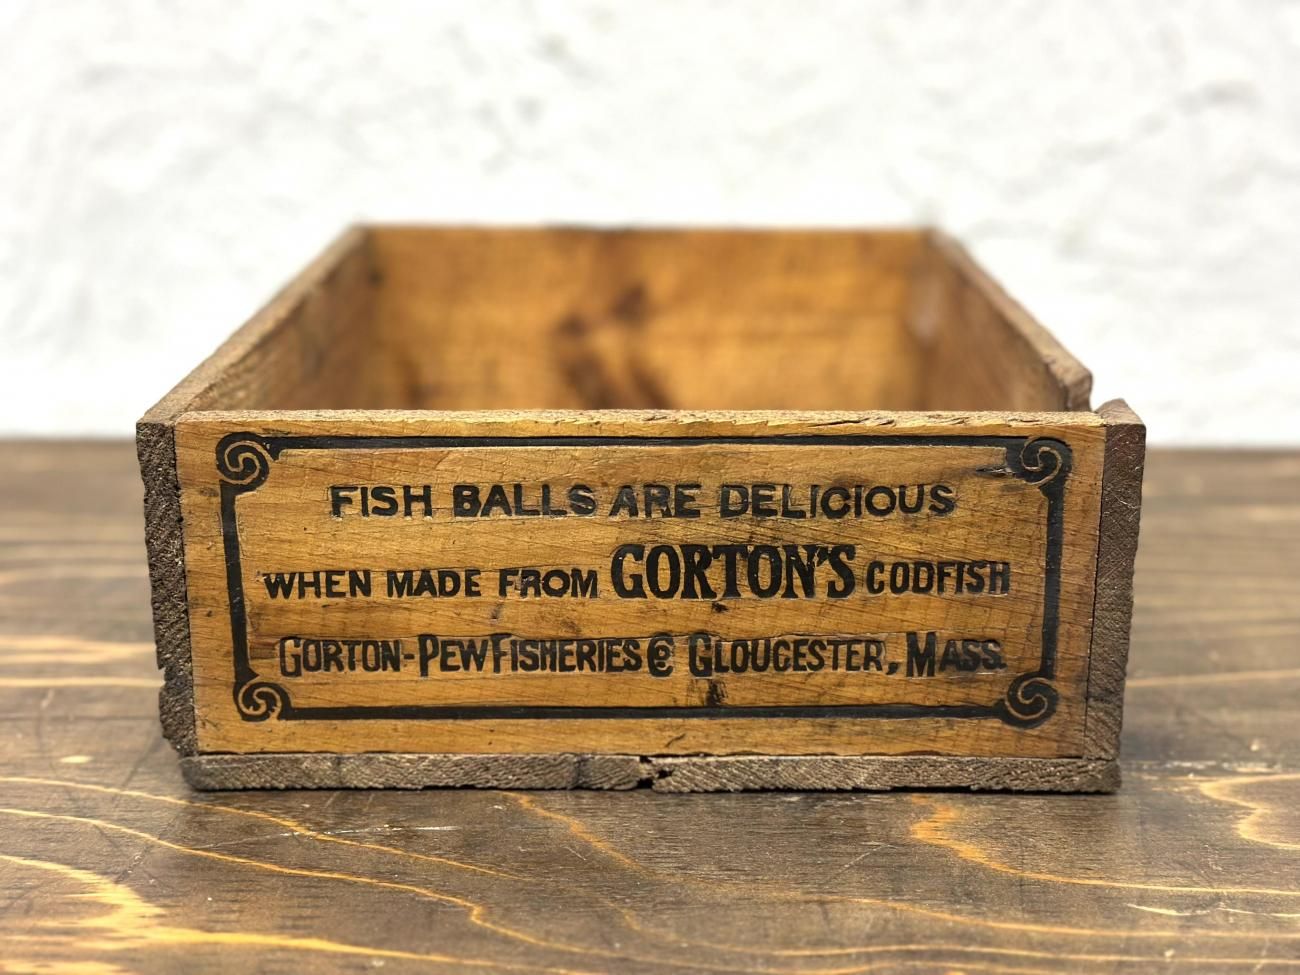 FISH BALLS ARE DELICIOUS
WHEN MADE FROM GORTON'S CODFISH
GORTON-PEW FISHERIES Co GLOUCESTER, MASS.